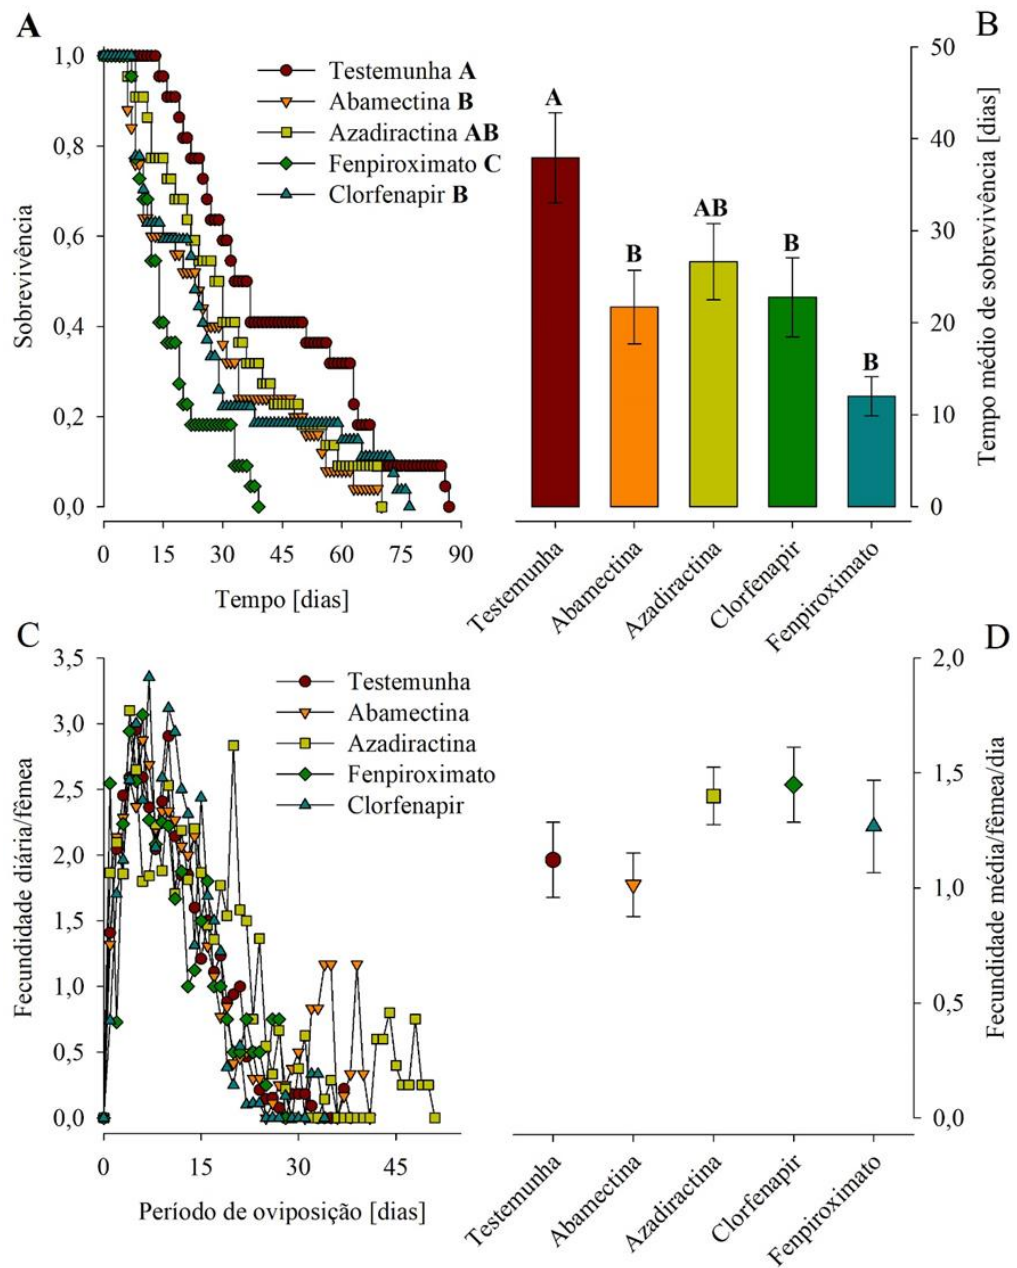 A
B
1,0
0,8
0,6
0,4
0,2
0,0
Sobrevivência
Testemunha A
Abamectina B
Azadiractina AB
Fenpiroximato C
Clorfenapir B
0 15 30 45 60 75 90
Tempo [dias]
A
B
AB
B
B
50
40
30
20
10
0
Tempo médio de sobrevivência [dias]
Testemunha
Abamectina
Azadiractina
Clorfenapir
Fenpiroximato
C
D
3,5
3,0
2,5
2,0
1,5
1,0
0,5
0,0
Fecundidade diária/fêmea
Testemunha
Abamectina
Azadiractina
Fenpiroximato
Clorfenapir
0 15 30 45
Período de oviposição [dias]
2,0
1,5
1,0
0,5
0,0
Fecundidade média/fêmea/dia
Testemunha
Abamectina
Azadiractina
Clorfenapir
Fenpiroximato